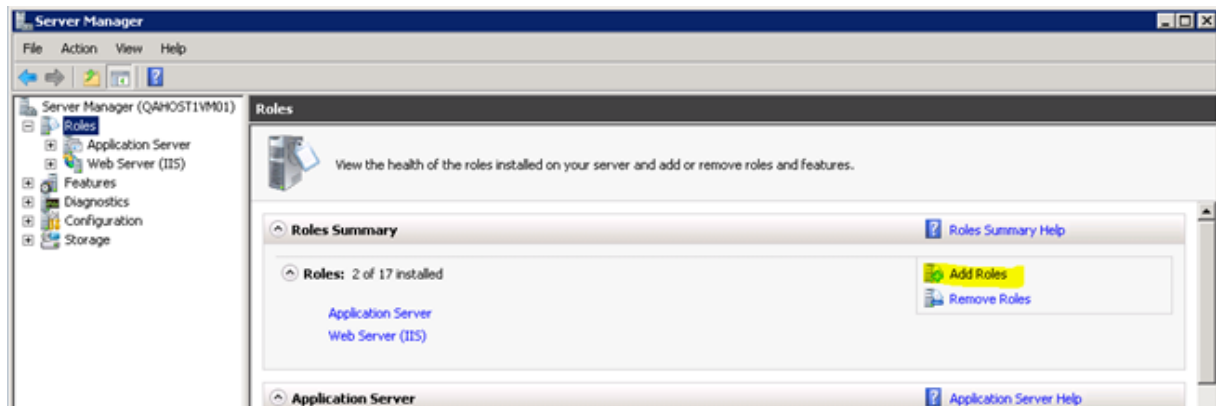 Server Manager
File Action View Help
Server Manager (QAHOST1VM01)
Roles
Application Server
Web Server (IIS)
Features
Diagnostics
Configuration
Storage
Roles
View the health of the roles installed on your server and add or remove roles and features.
Roles Summary
Roles Summary Help
Roles: 2 of 17 installed
Add Roles
Remove Roles
Application Server
Web Server (IIS)
Application Server
Application Server Help